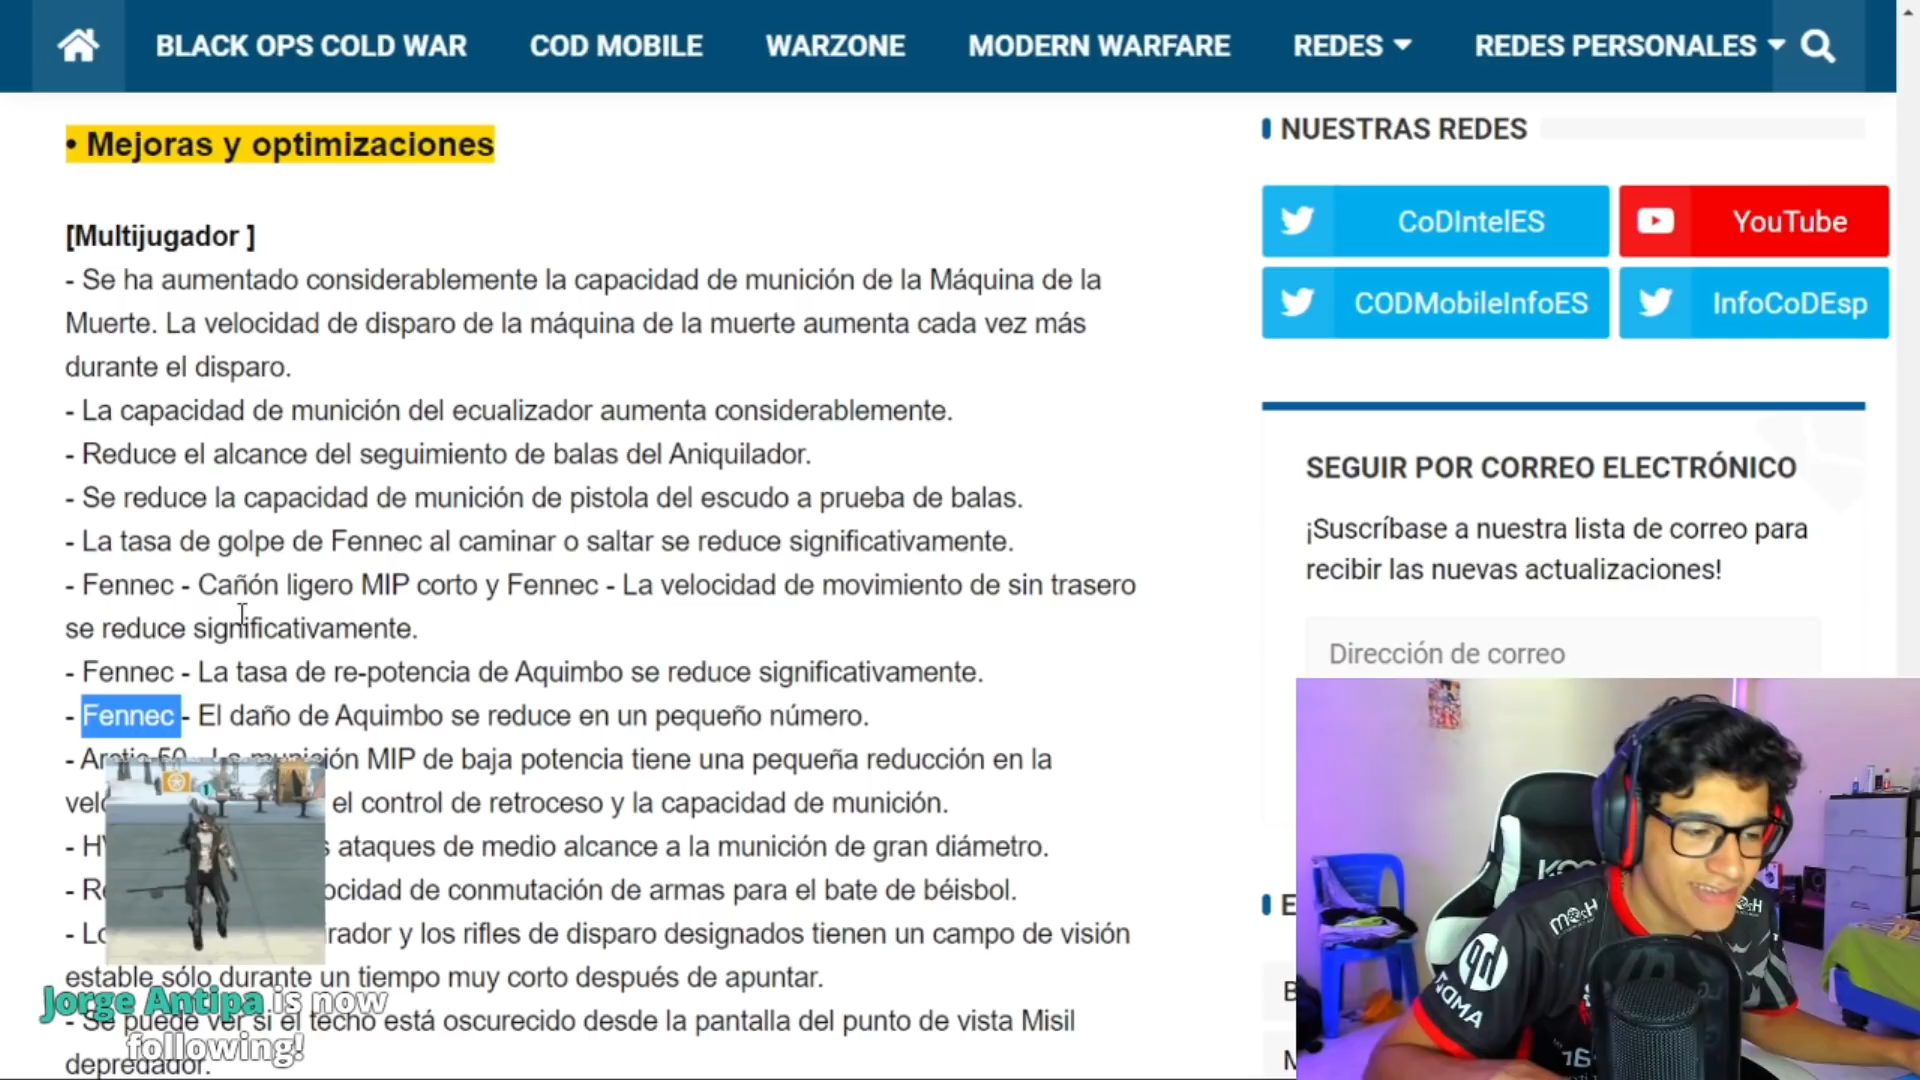 BLACK OPS COLD WAR COD MOBILE WARZONE MODERN WARFARE REDES REDES PERSONALES
• Mejoras y optimizaciones
[Multijugador ]
- Se ha aumentado considerablemente la capacidad de munición de la Máquina de la
Muerte. La velocidad de disparo de la máquina de la muerte aumenta cada vez más
durante el disparo.
- La capacidad de munición del ecualizador aumenta considerablemente.
- Reduce el alcance del seguimiento de balas del Aniquilador.
- Se reduce la capacidad de munición de pistola del escudo a prueba de balas.
- La tasa de golpe de Fennec al caminar o saltar se reduce significativamente.
- Fennec - Cañón ligero MIP corto y Fennec - La velocidad de movimiento de sin trasero
se reduce significativamente.
- Fennec - La tasa de re-potencia de Aquimbo se reduce significativamente.
- Fennec - El daño de Aquimbo se reduce en un pequeño número.
- Arctic 50 - La munición MIP de baja potencia tiene una pequeña reducción en la
el control de retroceso y la capacidad de munición.
ataques de medio alcance a la munición de gran diámetro.
de conmutación de armas para el bate de béisbol.
y los rifles de disparo designados tienen un campo de visión
estable sólo durante un tiempo muy corto después de apuntar.
- Se puede ver si el techo está oscurecido desde la pantalla del punto de vista Misil
depredador.
Jorge Antipa is now
following!
NUESTRAS REDES
CoDIntelES YouTube
CODMobileInfoES InfoCoDEsp
SEGUIR POR CORREO ELECTRÓNICO
¡Suscríbase a nuestra lista de correo para
recibir las nuevas actualizaciones!
Dirección de correo